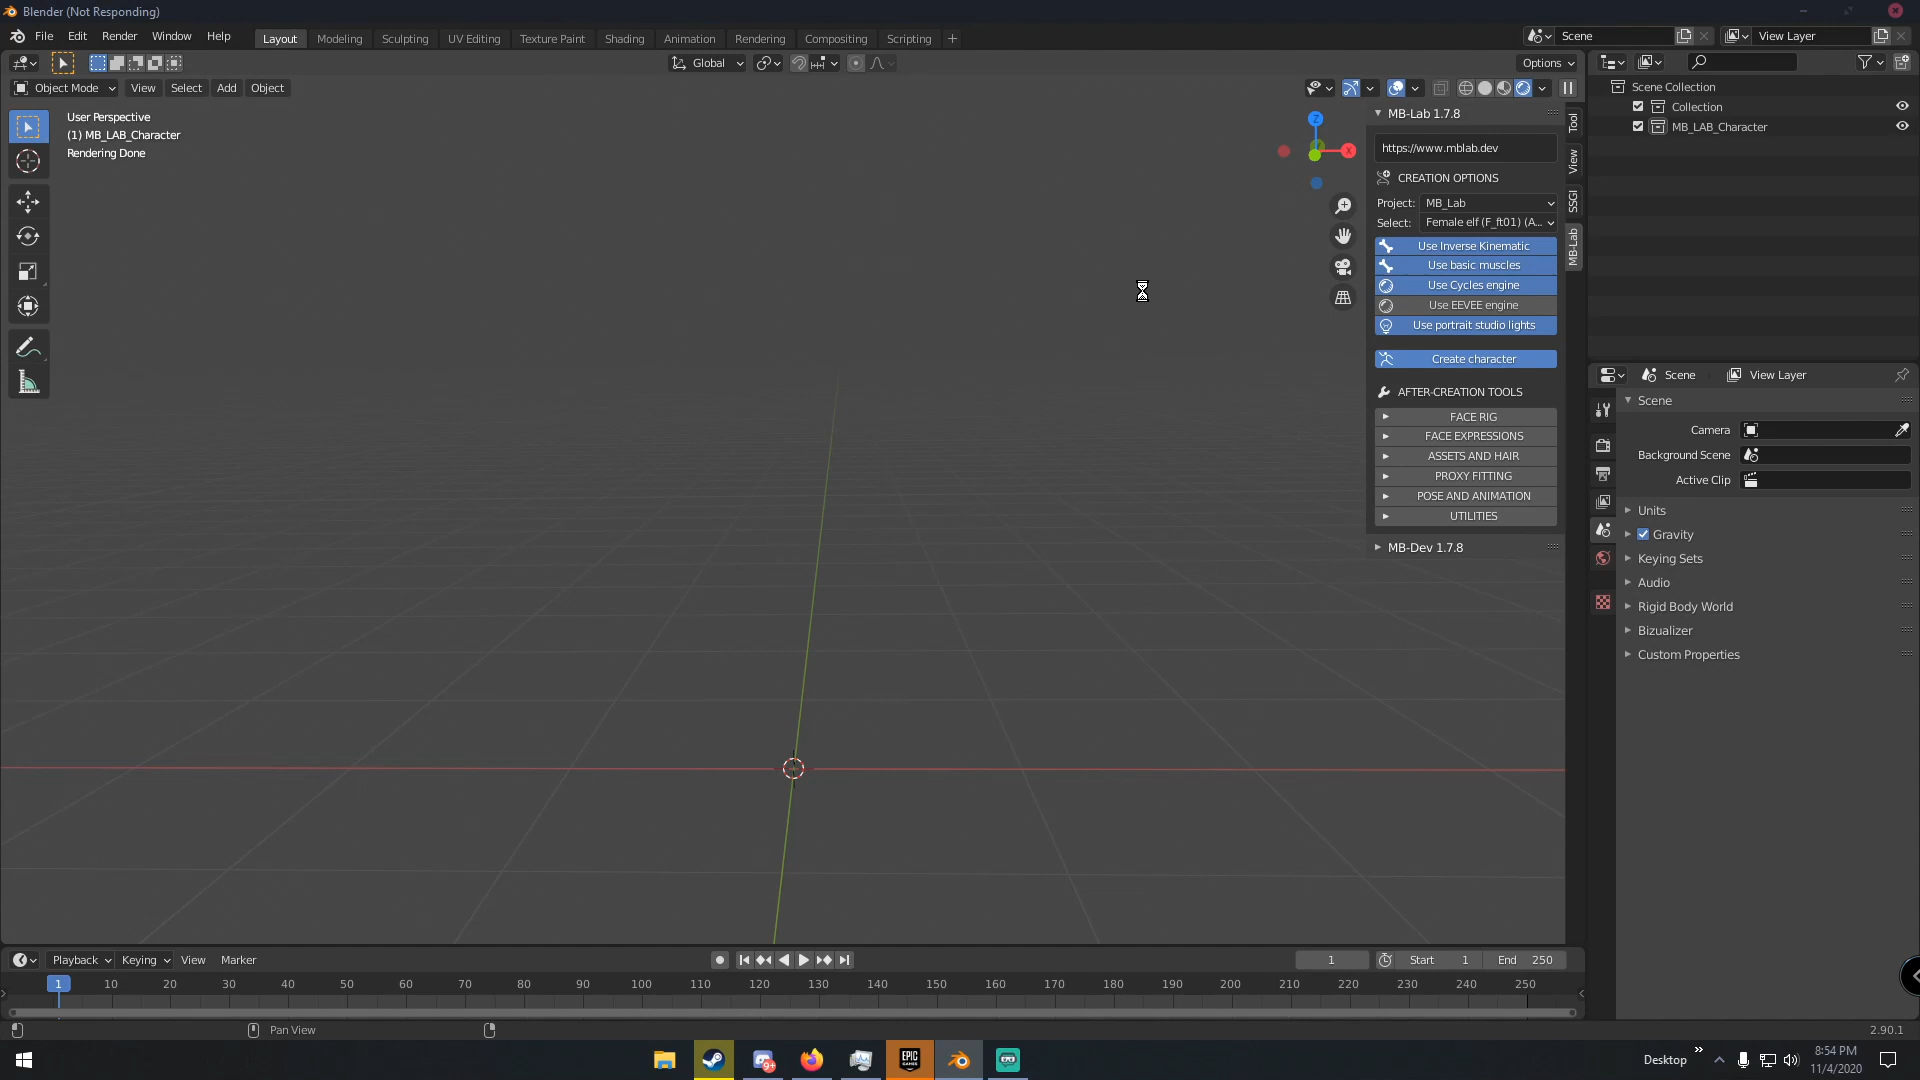 Blender (Not Responding)
File Edit Render Window Help
Layout Modeling Sculpting UV Editing Texture Paint Shading Animation Rendering Compositing Scripting +
Scene
View Layer
Global
Options
Object Mode View Select Add Object
User Perspective
(1) MB_LAB_Character
Rendering Done
Z
X
MB-Lab 1.7.8
https://www.mblab.dev
CREATION OPTIONS
Project: MB_Lab
Select: Female elf (F_ft01) (A...
Use Inverse Kinematic
Use basic muscles
Use Cycles engine
Use EEVEE engine
Use portrait studio lights
Create character
AFTER-CREATION TOOLS
FACE RIG
FACE EXPRESSIONS
ASSETS AND HAIR
PROXY FITTING
POSE AND ANIMATION
UTILITIES
MB-Dev 1.7.8
Tool
View
SSGI
MB-Lab
Scene Collection
Collection
MB_LAB_Character
Scene View Layer
Scene
Camera
Background Scene
Active Clip
Units
Gravity
Keying Sets
Audio
Rigid Body World
Bizualizer
Custom Properties
Playback Keying View Marker
1 Start 1 End 250
1 10 20 30 40 50 60 70 80 90 100 110 120 130 140 150 160 170 180 190 200 210 220 230 240 250
Pan View
2.90.1
9+
EPIC
GAMES
Desktop
8:54 PM
11/4/2020